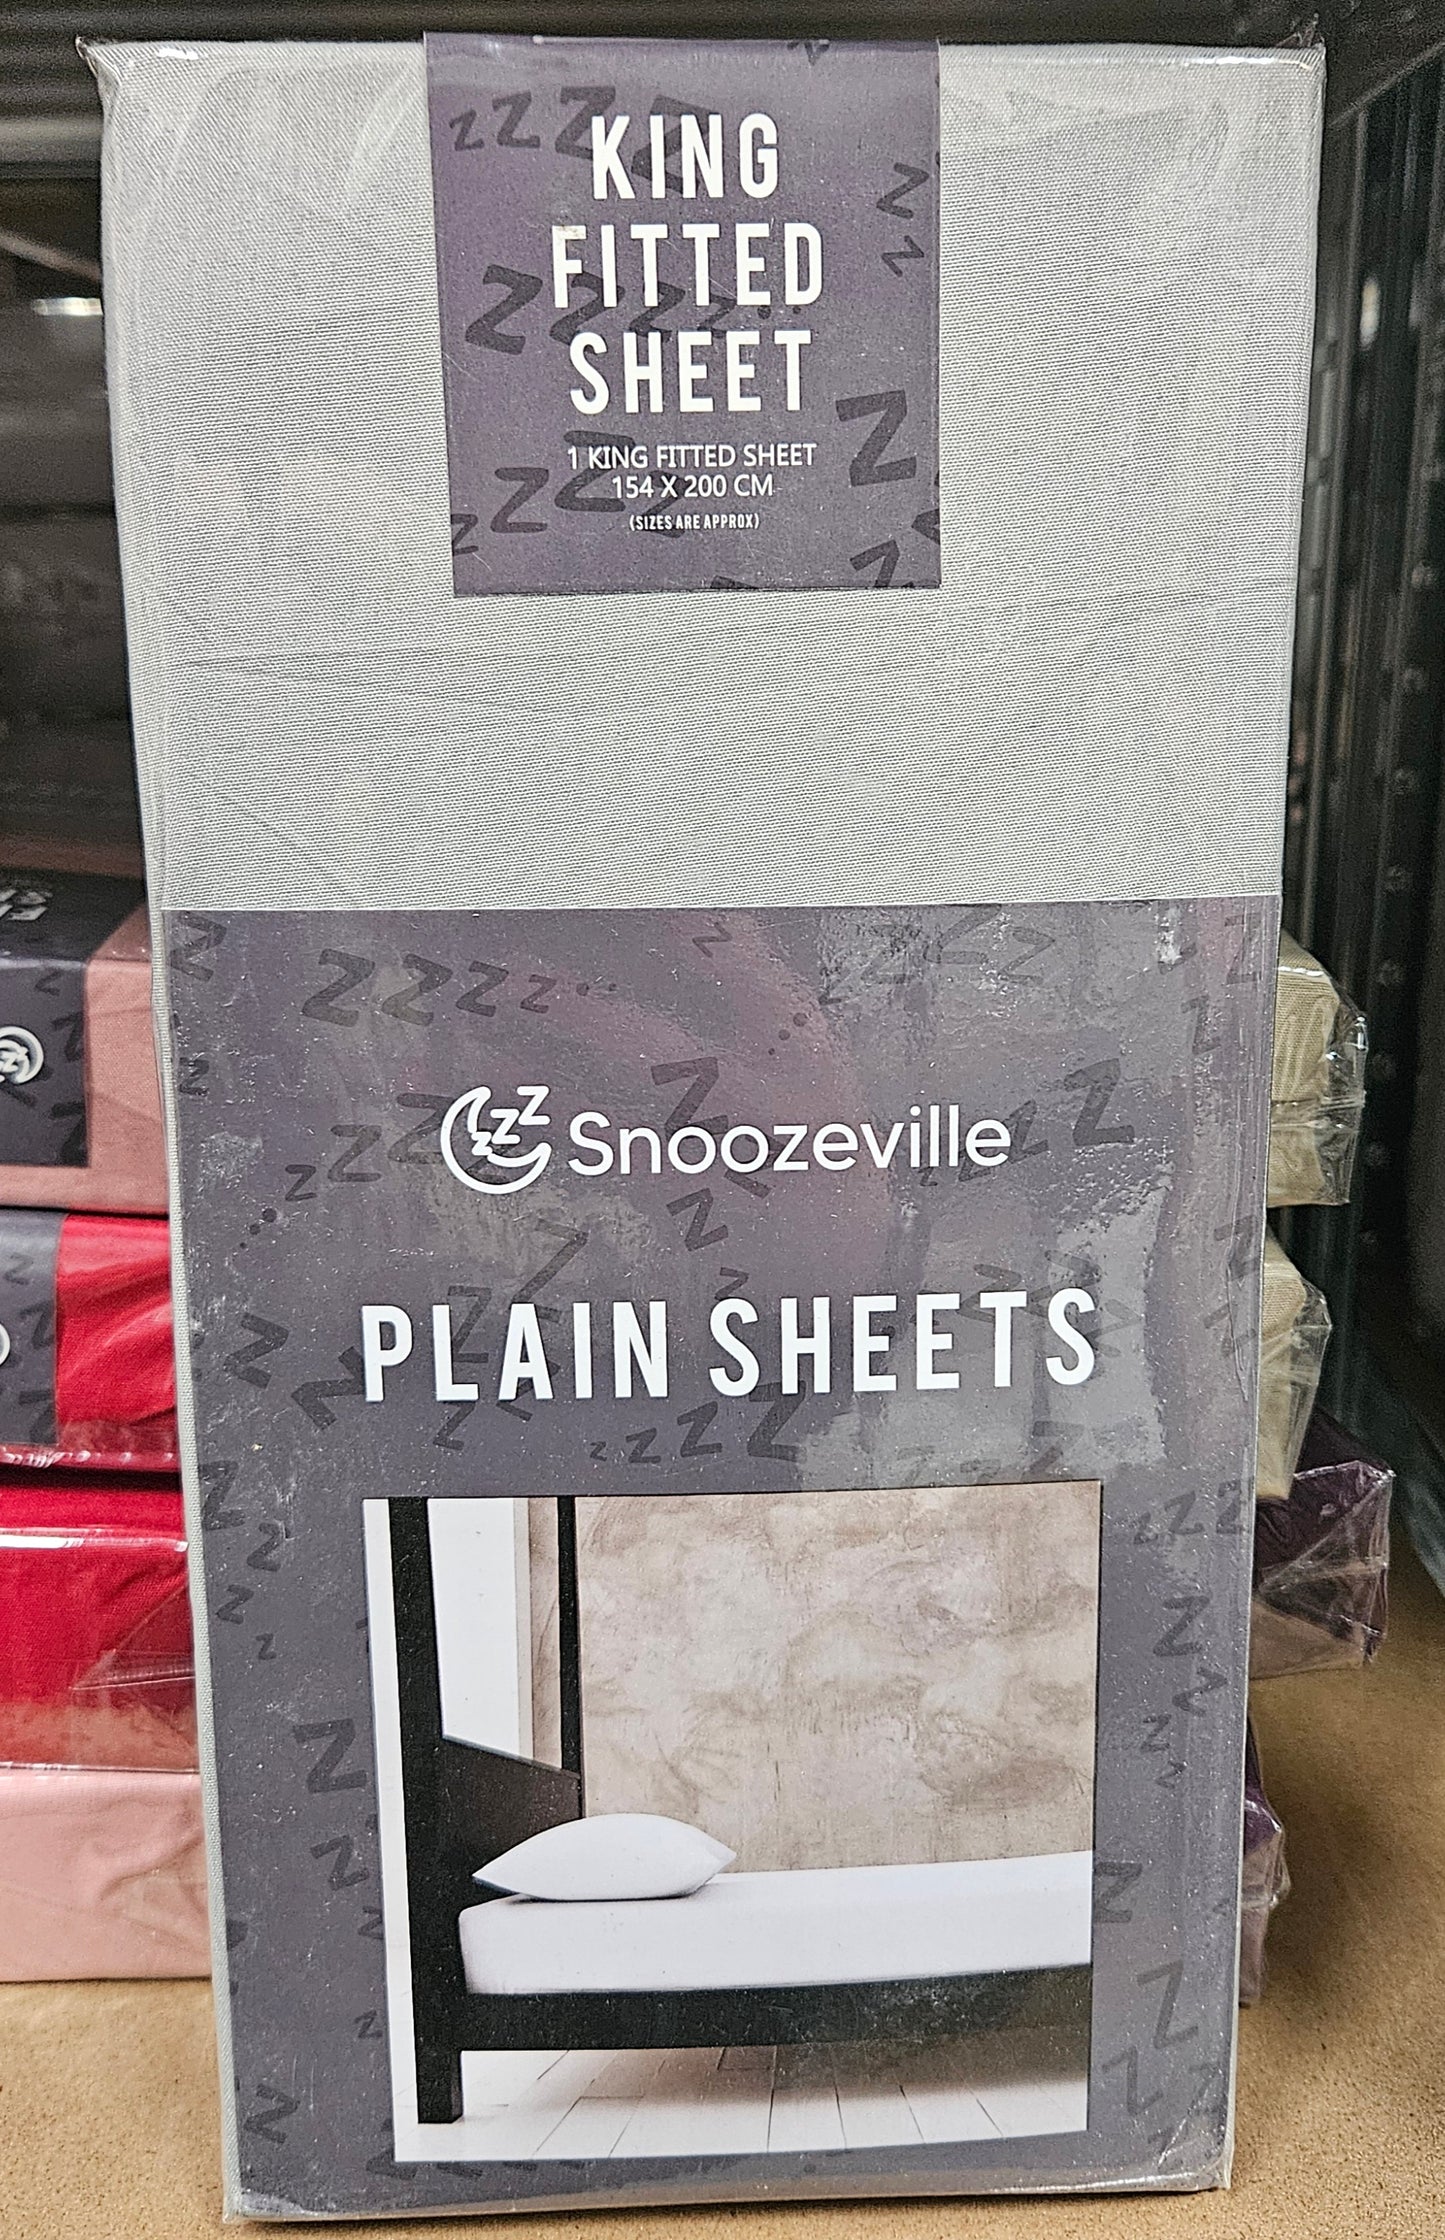 KING
FITTED
SHEET
1 KING FITTED SHEET
154 X 200 CM
(SIZES ARE APPROX)
Snoozeville
PLAIN SHEETS